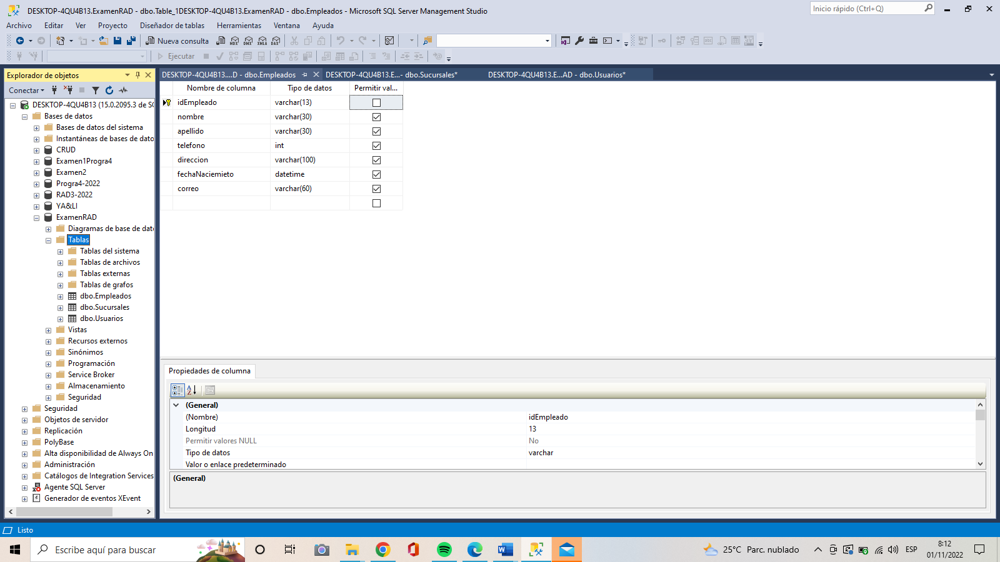 DESKTOP-4QU4B13.ExamenRAD - dbo.Table_1DESKTOP-4QU4B13.ExamenRAD - dbo.Empleados - Microsoft SQL Server Management Studio
Inicio rápido (Ctrl+Q)
Archivo Editar Ver Proyecto Diseñador de tablas Herramientas Ventana Ayuda
Nueva consulta MDX DMX XMLA DAX
Ejecutar
Explorador de objetos
Conectar
DESKTOP-4QU4B13 (15.0.2095.3 de SQ
Bases de datos
Bases de datos del sistema
Instantáneas de bases de dato
CRUD
Examen1Progra4
Examen2
Progra4-2022
RAD3-2022
YA&LI
ExamenRAD
Diagramas de base de dato
Tablas
Tablas del sistema
Tablas de archivos
Tablas externas
Tablas de grafos
dbo.Empleados
dbo.Sucursales
dbo.Usuarios
Vistas
Recursos externos
Sinónimos
Programación
Service Broker
Almacenamiento
Seguridad
Seguridad
Objetos de servidor
Replicación
PolyBase
Alta disponibilidad de Always On
Administración
Catálogos de Integration Services
Agente SQL Server
Generador de eventos XEvent
DESKTOP-4QU4B13....D - dbo.Empleados DESKTOP-4QU4B13.E...- dbo.Sucursales* DESKTOP-4QU4B13.E...AD - dbo.Usuarios*
Nombre de columna Tipo de datos Permitir val...
idEmpleado varchar(13)
nombre varchar(30)
apellido varchar(30)
telefono int
direccion varchar(100)
fechaNaciemieto datetime
correo varchar(60)
Propiedades de columna
(General)
(Nombre) idEmpleado
Longitud 13
Permitir valores NULL No
Tipo de datos varchar
Valor o enlace predeterminado
(General)
Listo
Escribe aquí para buscar
25°C Parc. nublado
ESP
8:12
01/11/2022